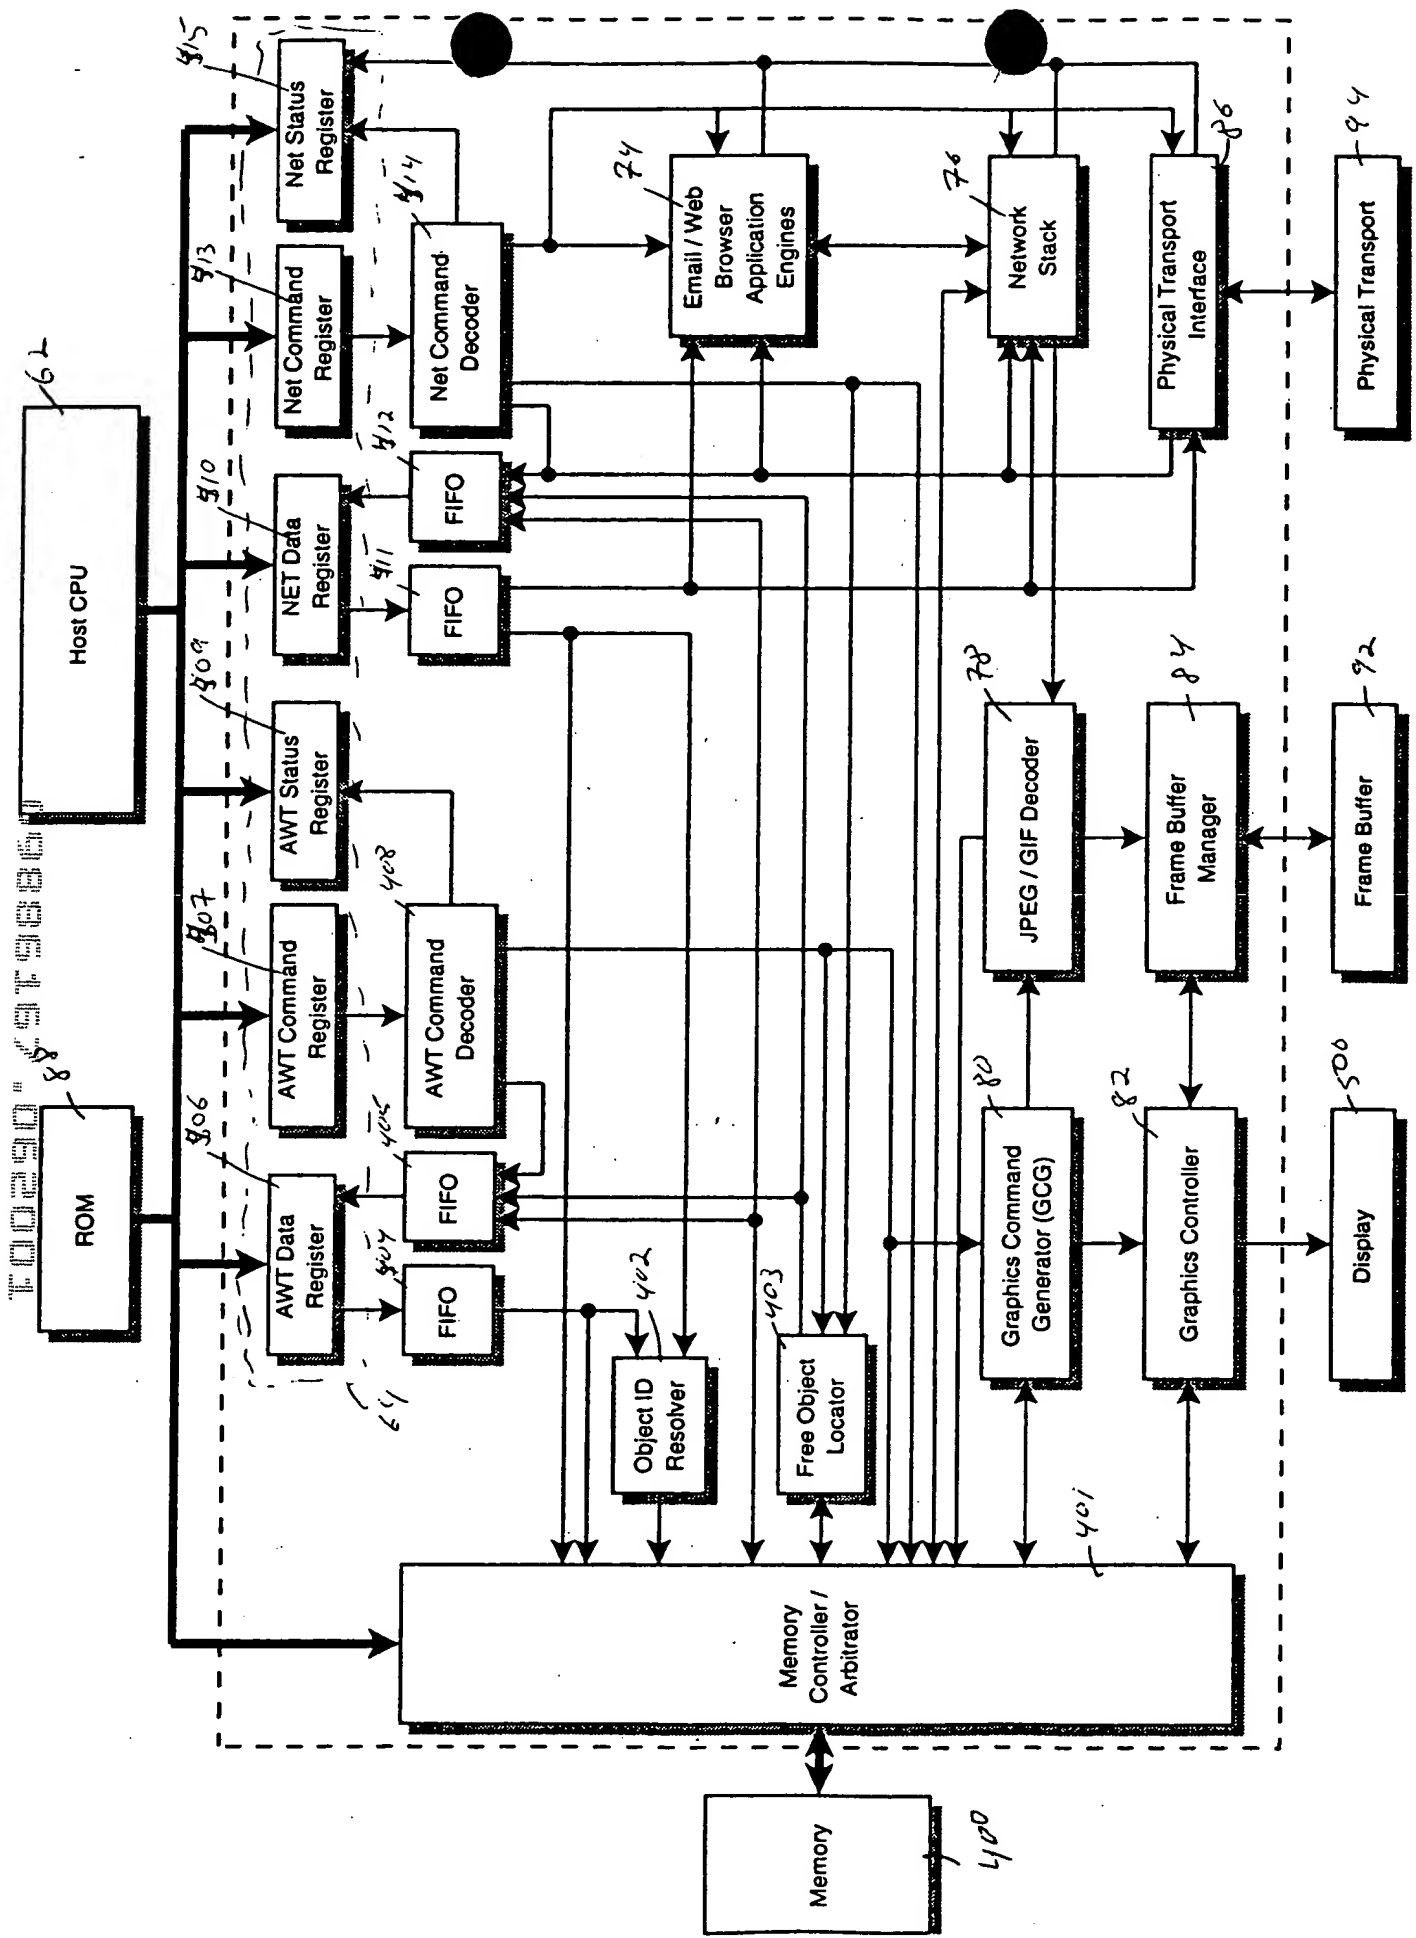 62
Host CPU
88
ROM
415
Net Status
Register
413
Net Command
Register
410
NET Data
Register
409
AWT Status
Register
407
AWT Command
Register
406
AWT Data
Register
64
414
Net Command
Decoder
412
FIFO
411
FIFO
408
AWT Command
Decoder
405
FIFO
404
FIFO
402
Object ID
Resolver
403
Free Object
Locator
74
Email / Web
Browser
Application
Engines
76
Network
Stack
86
Physical Transport
Interface
94
Physical Transport
78
JPEG / GIF Decoder
84
Frame Buffer
Manager
92
Frame Buffer
80
Graphics Command
Generator (GCG)
82
Graphics Controller
500
Display
401
Memory
Controller /
Arbitrator
400
Memory